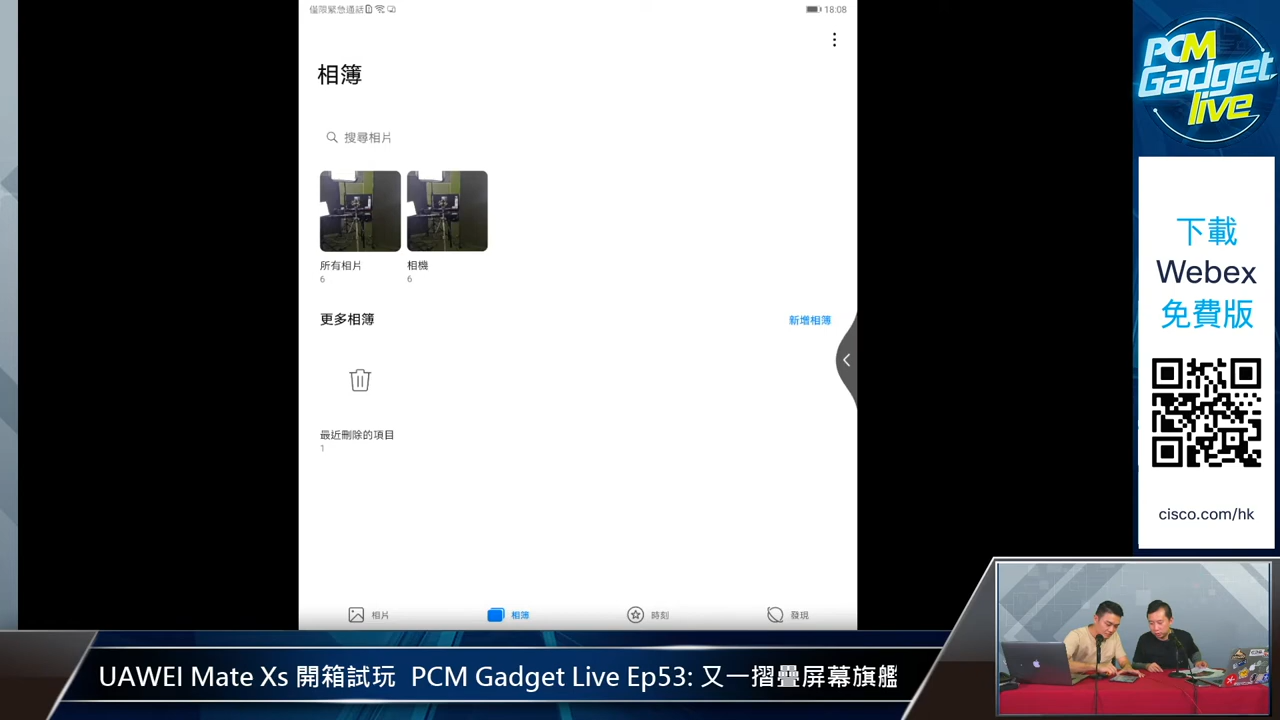 僅限緊急通話
18:08
相簿
搜尋相片
所有相片
6
相機
6
更多相簿
新增相簿
最近刪除的項目
1
相片
相簿
時刻
發現
PCM
Gadget
live
下載
Webex
免費版
cisco.com/hk
UAWEI Mate Xs 開箱試玩 PCM Gadget Live Ep53: 又一摺疊屏幕旗艦